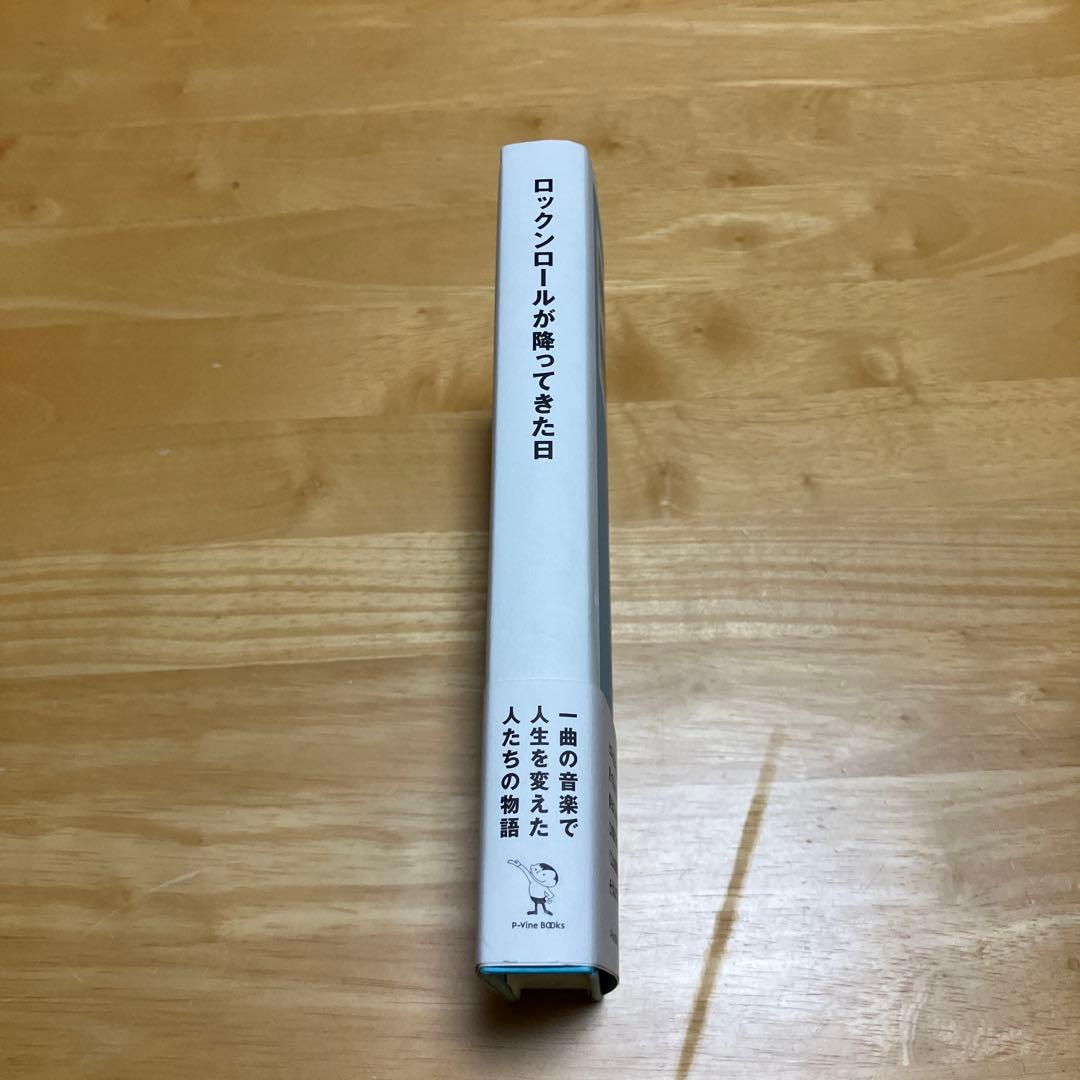 ロックンロールが降ってきた日
一曲の音楽で
人生を変えた
人たちの物語
P-Vine BOOks